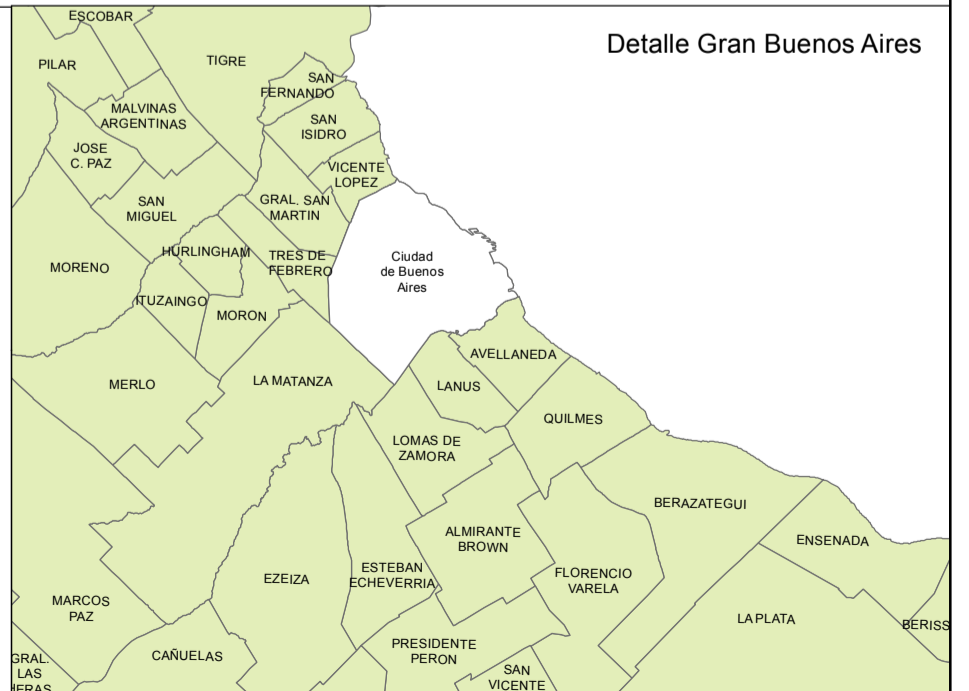 ESCOBAR
Detalle Gran Buenos Aires
PILAR
TIGRE
SAN
FERNANDO
MALVINAS
ARGENTINAS
SAN
ISIDRO
JOSE
C. PAZ
VICENTE
LOPEZ
SAN
MIGUEL
GRAL. SAN
MARTIN
HURLINGHAM
TRES DE
FEBRERO
Ciudad
de Buenos
Aires
MORENO
ITUZAINGO
MORON
AVELLANEDA
MERLO
LA MATANZA
LANUS
QUILMES
LOMAS DE
ZAMORA
BERAZATEGUI
ALMIRANTE
BROWN
ENSENADA
EZEIZA
ESTEBAN
ECHEVERRIA
FLORENCIO
VARELA
MARCOS
PAZ
LA PLATA
BERISS
PRESIDENTE
PERON
CAÑUELAS
GRAL.
LAS
HERAS
SAN
VICENTE